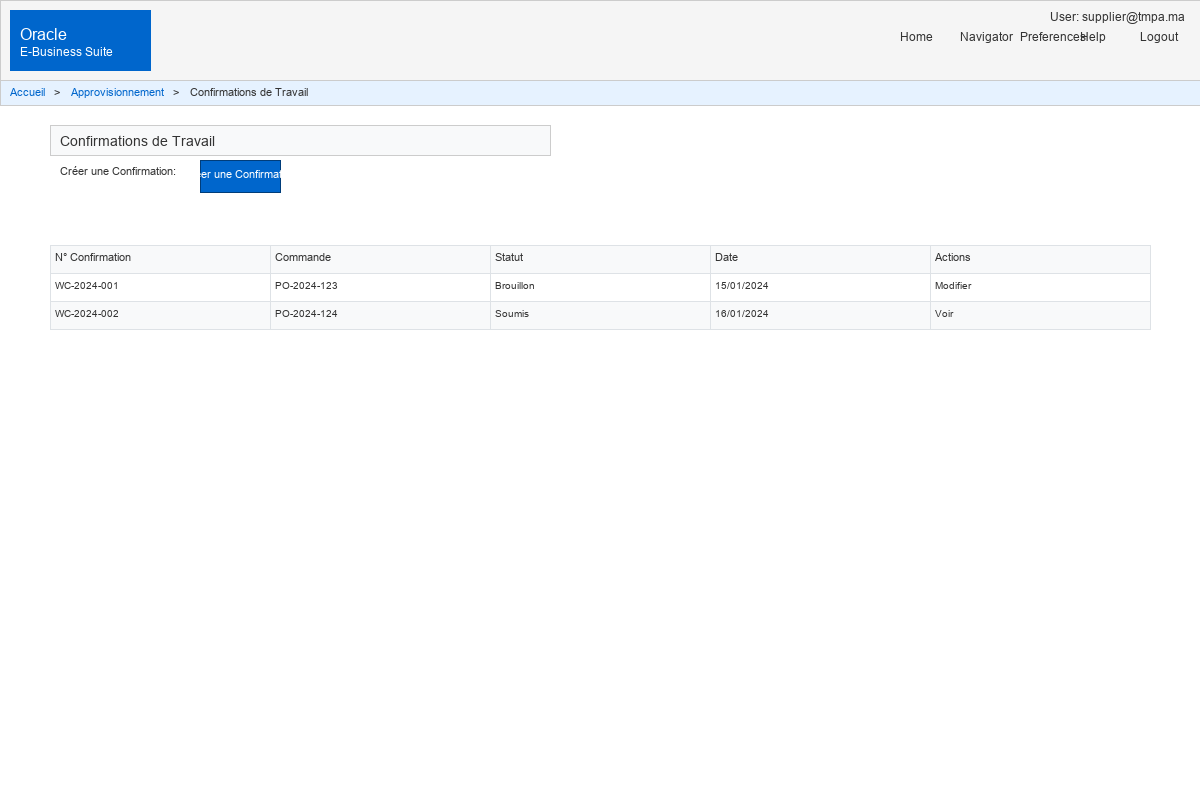 User: supplier@tmpa.ma
Oracle
E-Business Suite
Home Navigator Preferences Help Logout
Accueil > Approvisionnement > Confirmations de Travail
Confirmations de Travail
Créer une Confirmation: er une Confirmat
N° Confirmation Commande Statut Date Actions
WC-2024-001 PO-2024-123 Brouillon 15/01/2024 Modifier
WC-2024-002 PO-2024-124 Soumis 16/01/2024 Voir